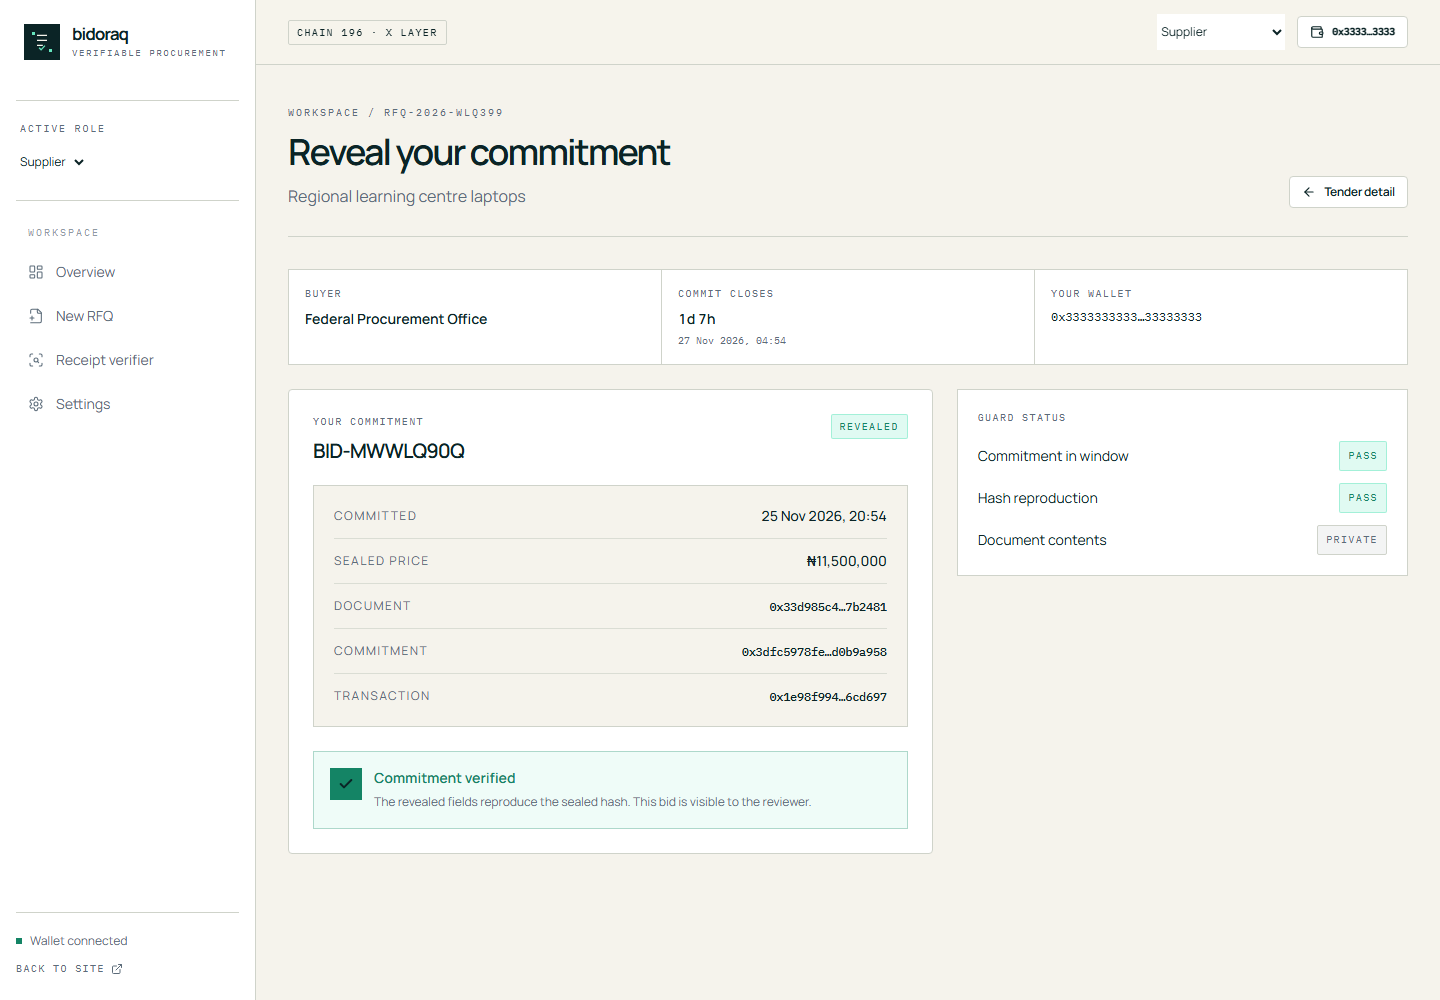 bidoraq
VERIFIABLE PROCUREMENT
ACTIVE ROLE
Supplier
WORKSPACE
Overview
New RFQ
Receipt verifier
Settings
Wallet connected
BACK TO SITE
CHAIN 196 · X LAYER
Supplier
0x3333…3333
WORKSPACE / RFQ-2026-WLQ399
Reveal your commitment
Regional learning centre laptops
Tender detail
BUYER
Federal Procurement Office
COMMIT CLOSES
1d 7h
27 Nov 2026, 04:54
YOUR WALLET
0x3333333333…33333333
YOUR COMMITMENT
BID-MWWLQ90Q
REVEALED
COMMITTED
25 Nov 2026, 20:54
SEALED PRICE
₦11,500,000
DOCUMENT
0x33d985c4…7b2481
COMMITMENT
0x3dfc5978fe…d0b9a958
TRANSACTION
0x1e98f994…6cd697
Commitment verified
The revealed fields reproduce the sealed hash. This bid is visible to the reviewer.
GUARD STATUS
Commitment in window
PASS
Hash reproduction
PASS
Document contents
PRIVATE